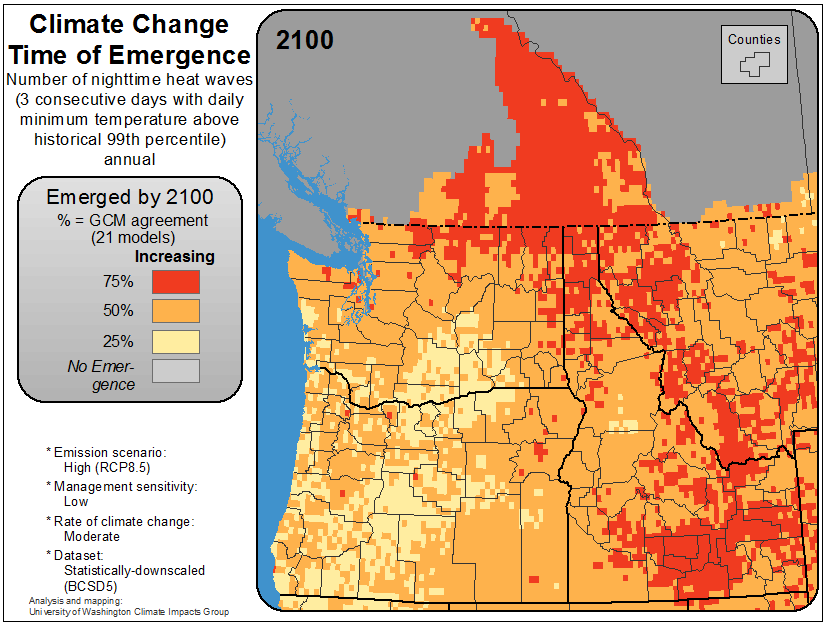 Climate Change
Time of Emergence
Number of nighttime heat waves
(3 consecutive days with daily
minimum temperature above
historical 99th percentile)
annual
Emerged by 2100
% = GCM agreement
(21 models)
Increasing
75%
50%
25%
No Emer-
gence
* Emission scenario:
High (RCP8.5)
* Management sensitivity:
Low
* Rate of climate change:
Moderate
* Dataset:
Statistically-downscaled
(BCSD5)
Analysis and mapping:
University of Washington Climate Impacts Group
2100
Counties